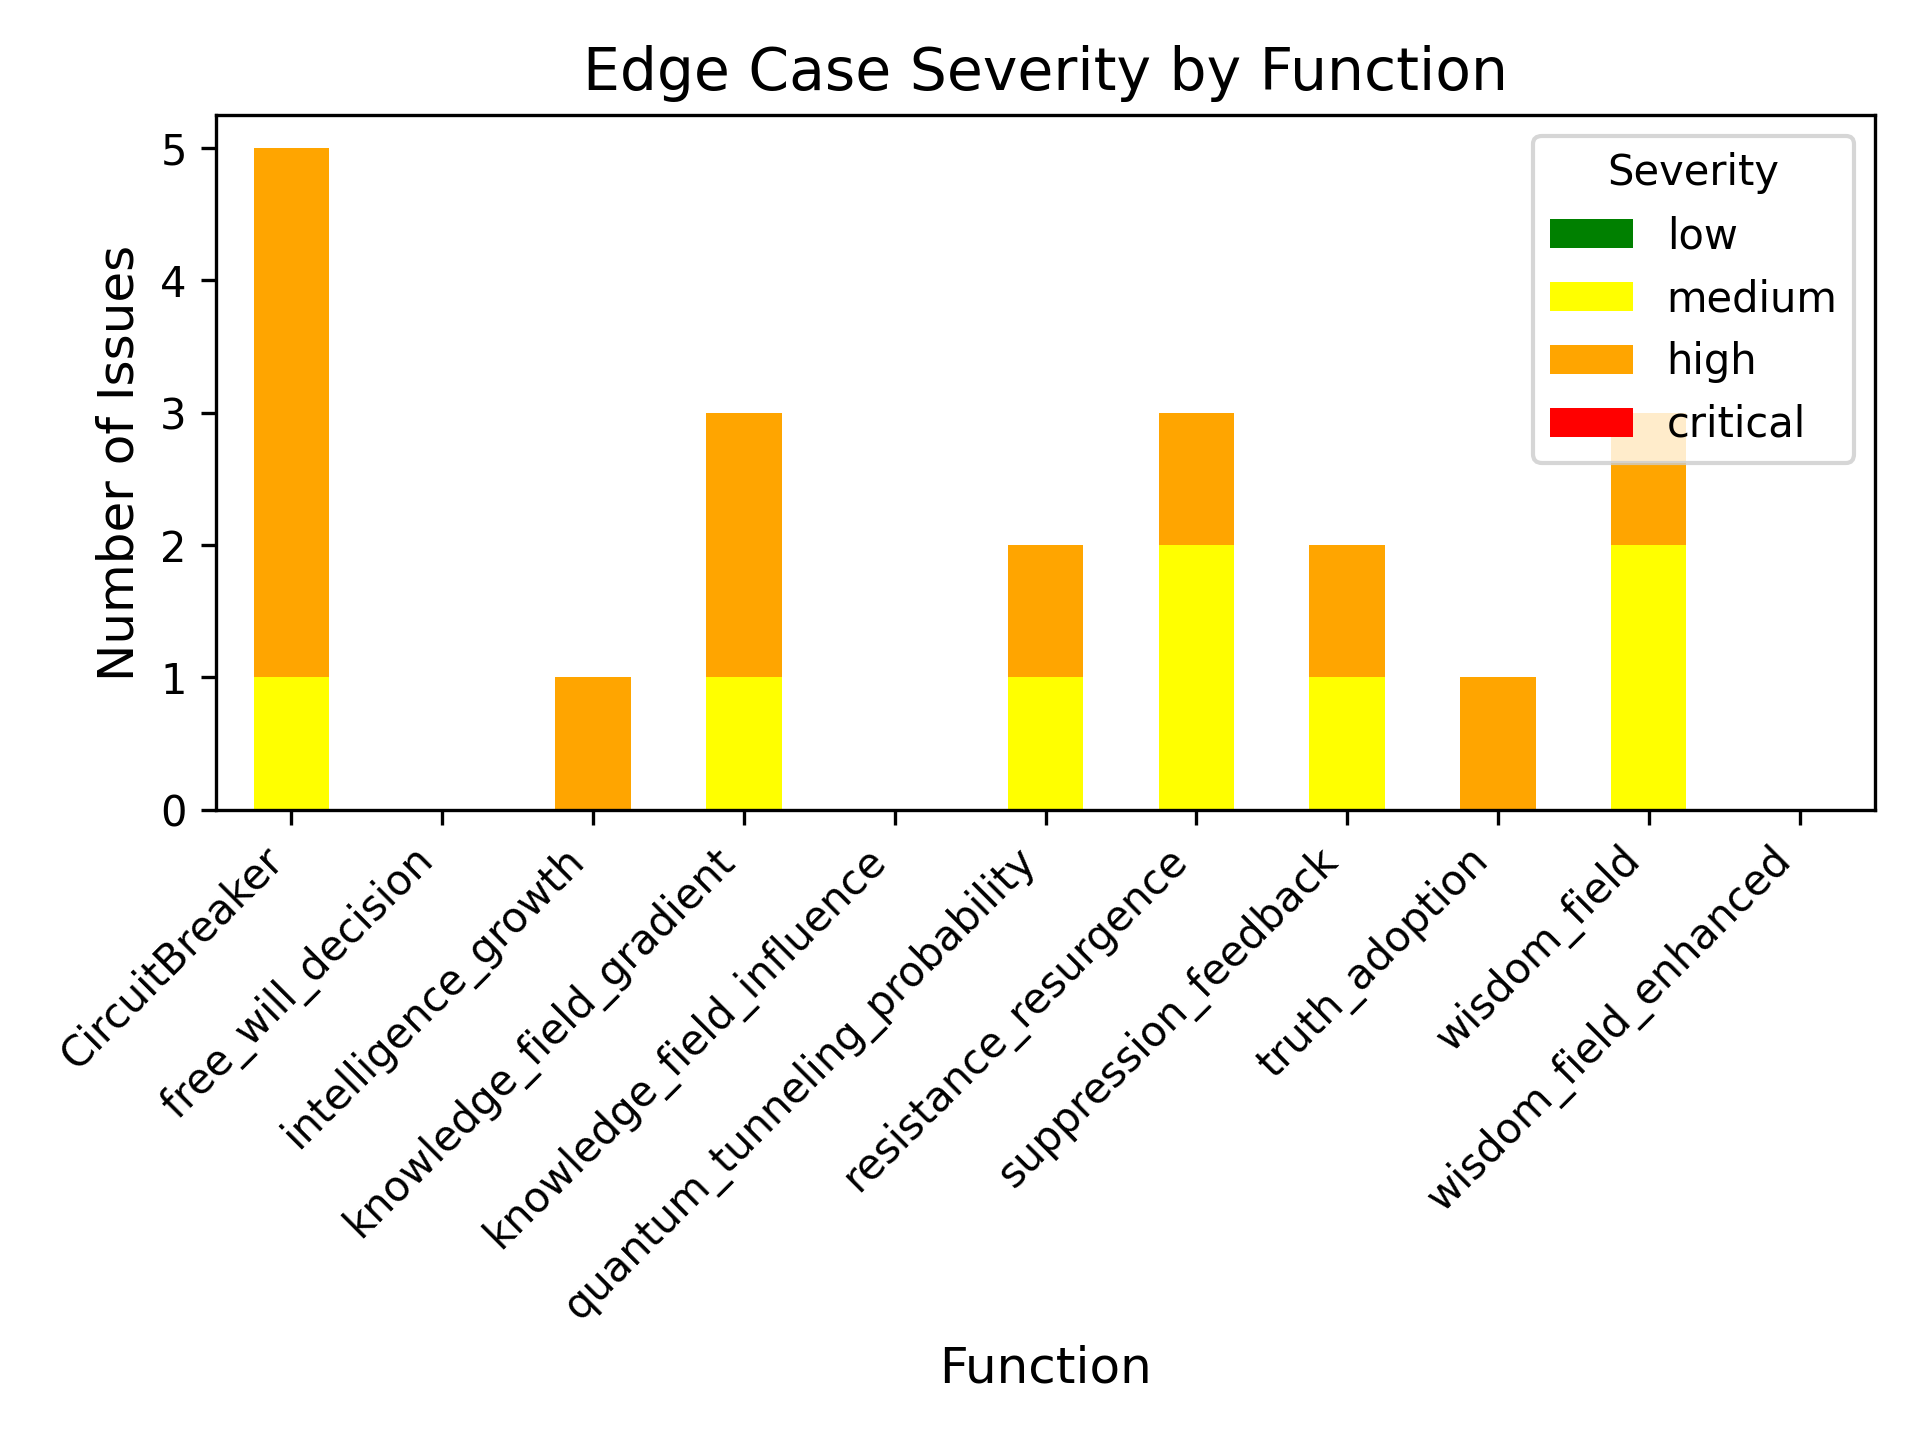 Edge Case Severity by Function
Number of Issues
5
4
3
2
1
0
Severity
low
medium
high
critical
CircuitBreaker
free_will_decision
intelligence_growth
knowledge_field_gradient
knowledge_field_influence
quantum_tunneling_probability
resistance_resurgence
suppression_feedback
truth_adoption
wisdom_field
wisdom_field_enhanced
Function